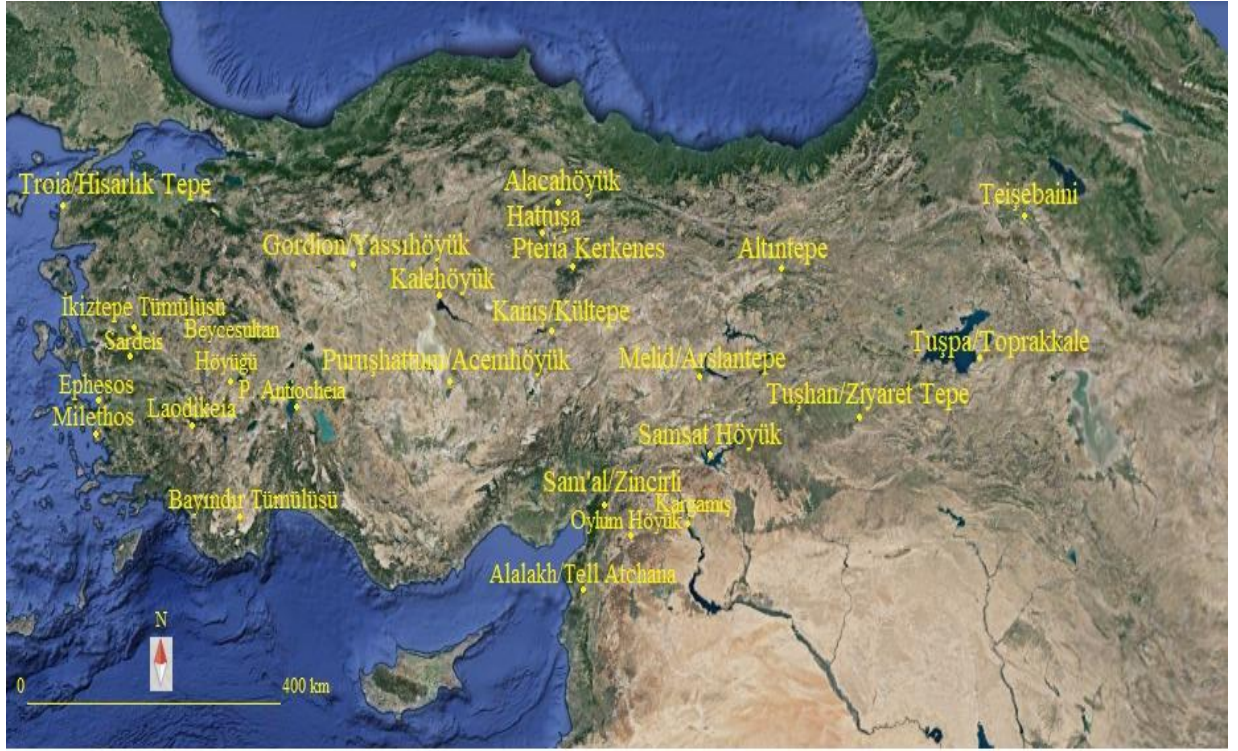 Troia/Hisarlık Tepe
Alacahöyük
Teişebaini
Hattuşa
Gordion/Yassıhöyük
Pteria Kerkenes
Altıntepe
Kalehöyük
İkiztepe Tümülüsü
Kaniş/Kültepe
Sardeis
Beycesultan
Höyüğü
Tuşpa/Toprakkale
Puruşhattum/Acemhöyük
Melid/Arslantepe
Ephesos
P. Antiocheia
Tushan/Ziyaret Tepe
Milethos
Laodikeia
Samsat Höyük
Sam'al/Zincirli
Bayındır Tümülüsü
Kargamış
Oylum Höyük
Alalakh/Tell Atchana
N
0
400 km